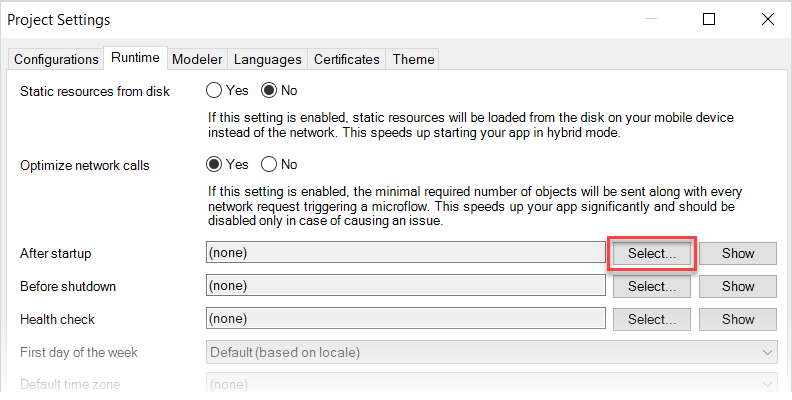 Project Settings
Configurations Runtime Modeler Languages Certificates Theme
Static resources from disk Yes No
If this setting is enabled, static resources will be loaded from the disk on your mobile device
instead of the network. This speeds up starting your app in hybrid mode.
Optimize network calls Yes No
If this setting is enabled, the minimal required number of objects will be sent along with every
network request triggering a microflow. This speeds up your app significantly and should be
disabled only in case of causing an issue.
After startup (none) Select... Show
Before shutdown (none) Select... Show
Health check (none) Select... Show
First day of the week Default (based on locale)
Default time zone (none)